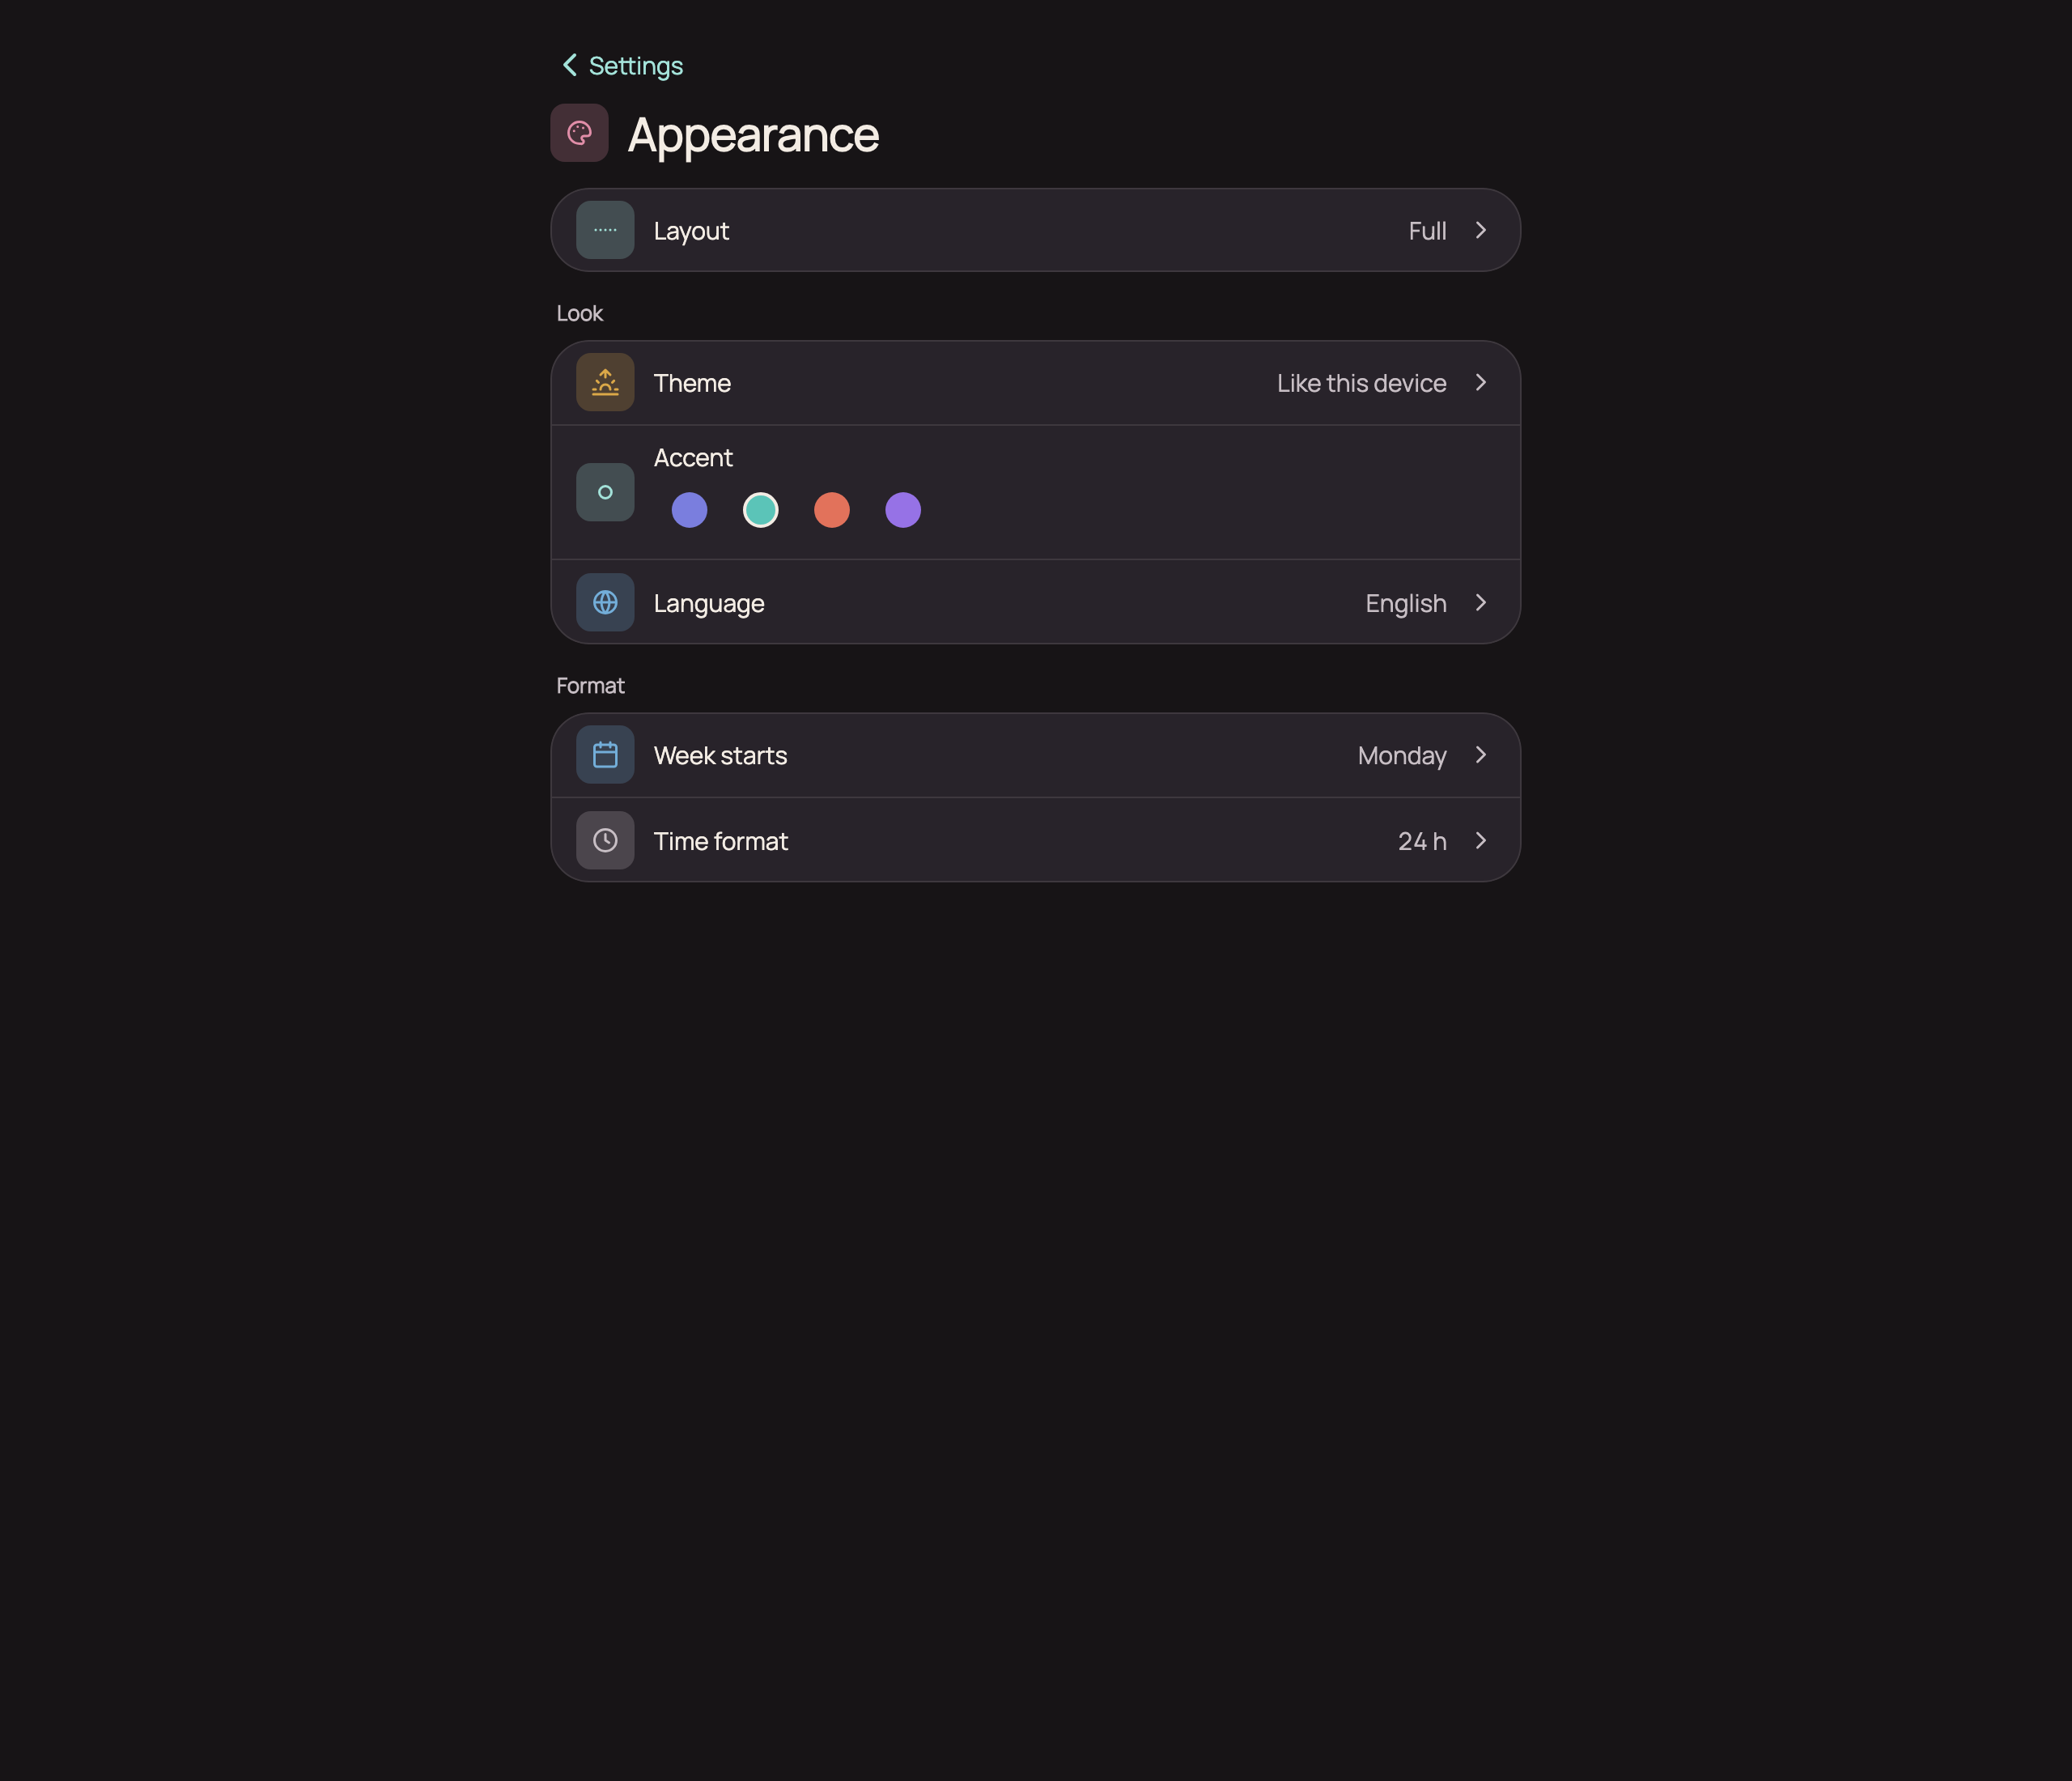 Settings
Appearance
Layout Full
Look
Theme Like this device
Accent
Language English
Format
Week starts Monday
Time format 24 h